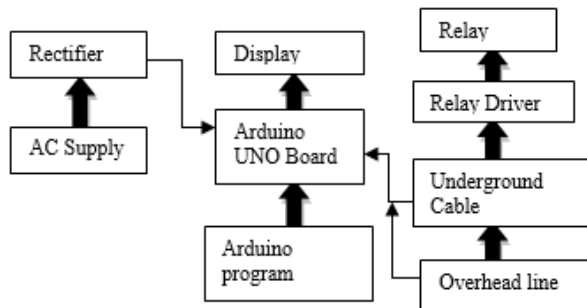 Relay
Rectifier
Display
Relay Driver
AC Supply
Arduino
UNO Board
Underground
Cable
Arduino
program
Overhead line